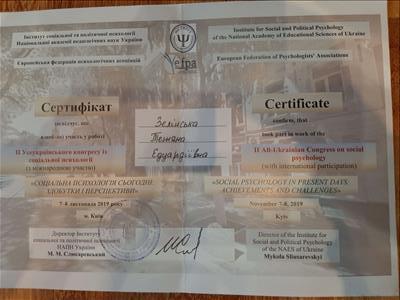 Інститут соціальної та політичної психології
Національної академії педагогічних наук України
Європейська федерація психологічних асоціацій
efpa
Institute for Social and Political Psychology
of the National Academy of Educational Sciences of Ukraine
European Federation of Psychologists' Associations
Сертифікат
засвідчує, що
взяв(ла) участь у роботі
ІІ Всеукраїнського конгресу із
соціальної психології
(з міжнародною участю)
«СОЦІАЛЬНА ПСИХОЛОГІЯ СЬОГОДНІ:
ЗДОБУТКИ І ПЕРСПЕКТИВИ»
7-8 листопада 2019 року
м. Київ
Директор Інституту
соціальної та політичної психології
НАПН України
М. М. Слюсаревський
Зелінська
Тетяна
Едуардівна
Certificate
confirm, that
took part in work of the
II All-Ukrainian Congress on social
psychology
(with international participation)
«SOCIAL PSYCHOLOGY IN PRESENT DAYS:
ACHIEVEMENTS AND CHALLENGES»
November 7-8, 2019
Kyiv
Director of the Institute for
Social and Political Psychology
of the NAES of Ukraine
Mykola Sliusarevskyi